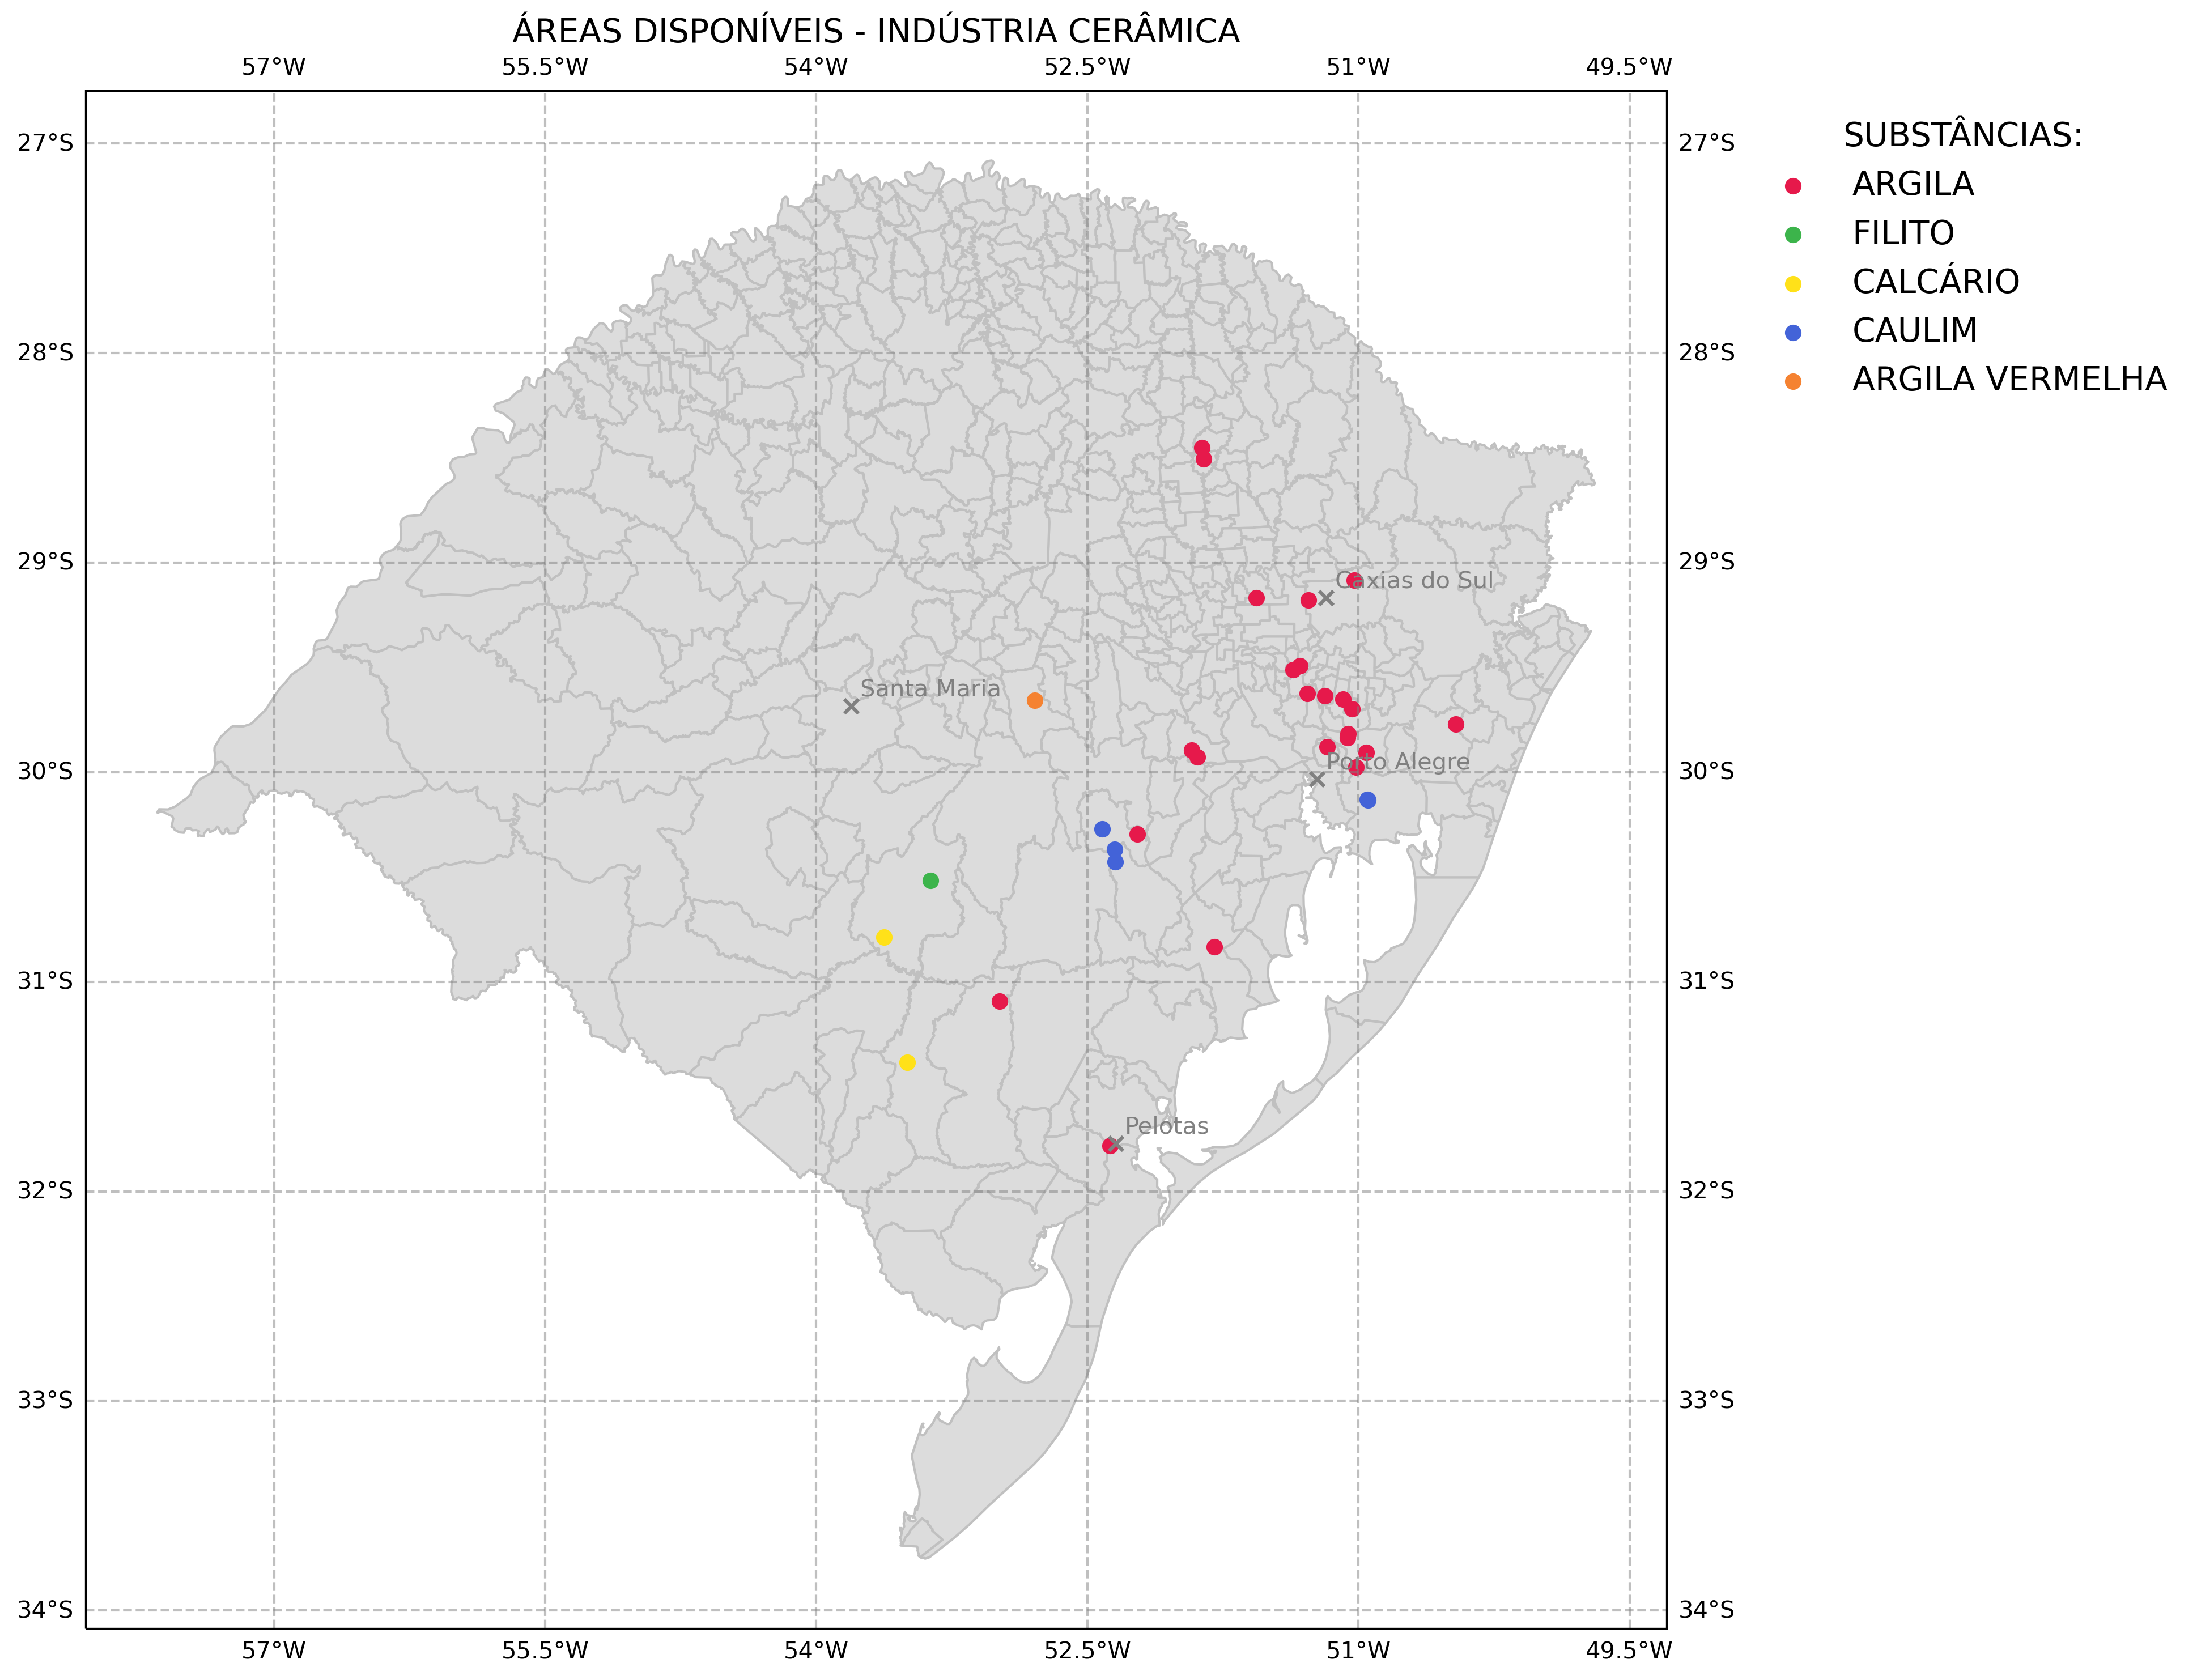 ÁREAS DISPONÍVEIS - INDÚSTRIA CERÂMICA
57°W 55.5°W 54°W 52.5°W 51°W 49.5°W
27°S 27°S
28°S 28°S
29°S 29°S
30°S 30°S
31°S 31°S
32°S 32°S
33°S 33°S
34°S 34°S
57°W 55.5°W 54°W 52.5°W 51°W 49.5°W
Caxias do Sul
Santa Maria
Porto Alegre
Pelotas
SUBSTÂNCIAS:
ARGILA
FILITO
CALCÁRIO
CAULIM
ARGILA VERMELHA